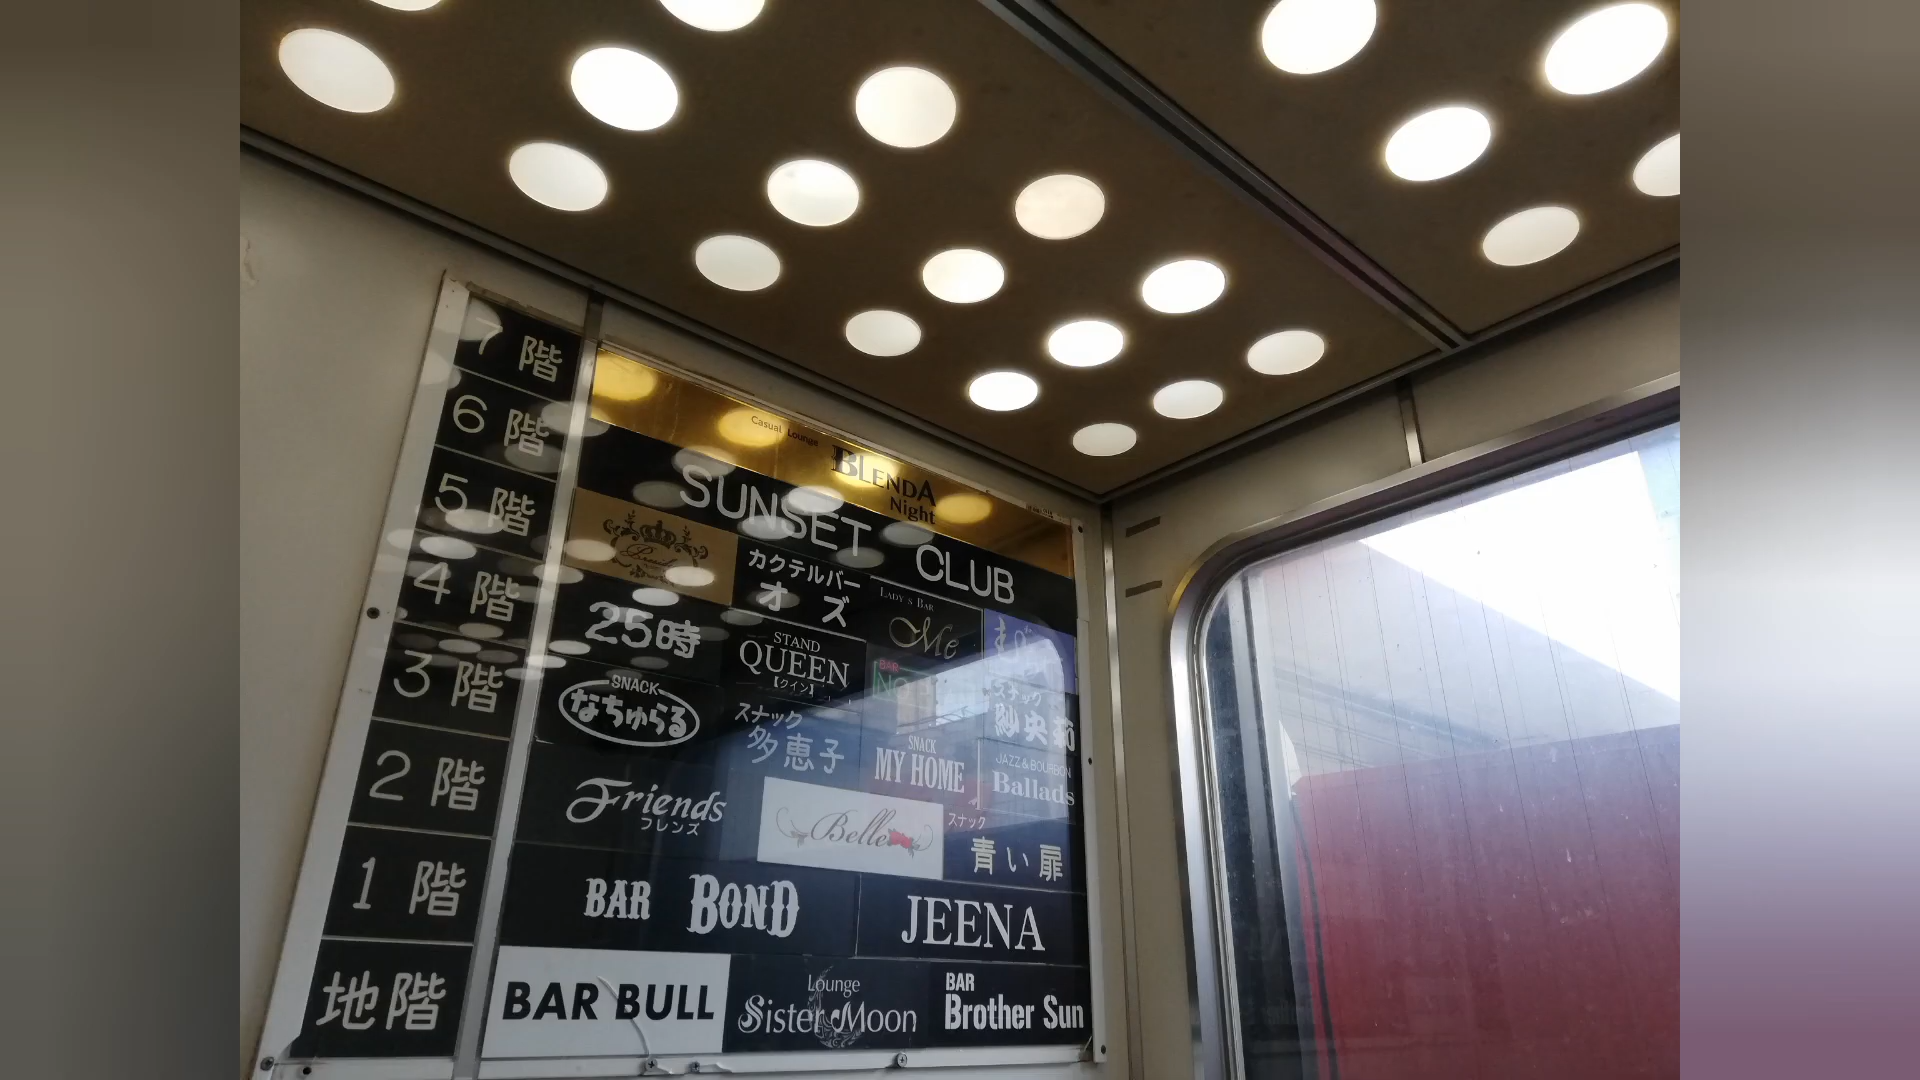 7階
Casual Lounge
BLENDA
Night
6階
SUNSET CLUB
5階
カクテルバー
オズ
LADY'S BAR
Me
4階
25時
STAND
QUEEN
【クイン】
BAR
3階
SNACK
なちゅらる
スナック
多恵子
SNACK
MY HOME
スナック
紗央莉
JAZZ & BOURBON
Ballads
2階
Friends
フレンズ
Belle
スナック
青い扉
1階
BAR BOND
JEENA
地階
BAR BULL
Lounge
Sister Moon
BAR
Brother Sun